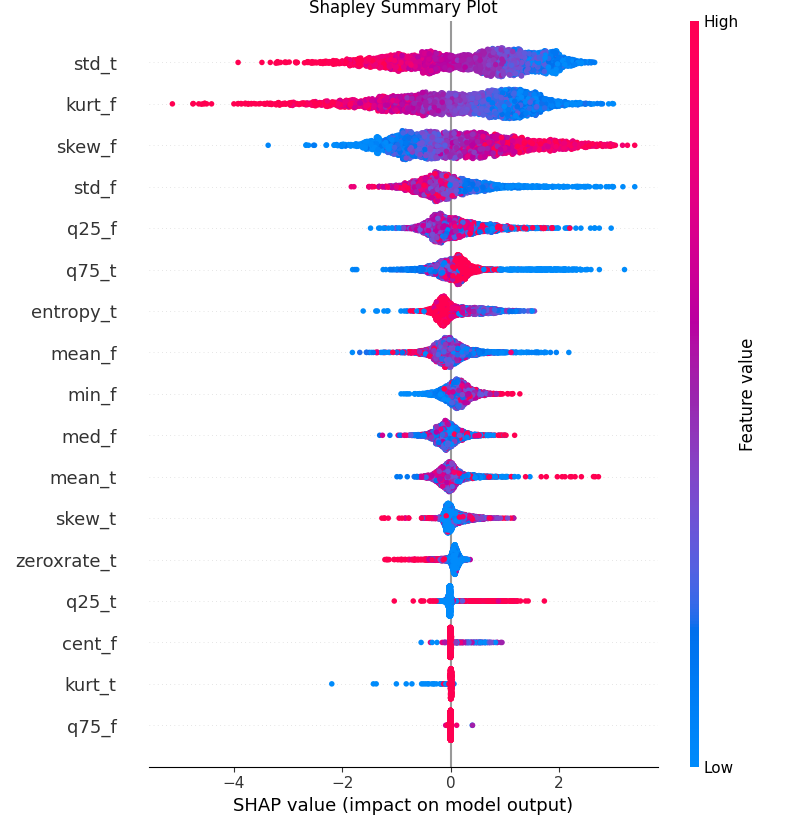 Shapley Summary Plot
High
std_t
kurt_f
skew_f
std_f
q25_f
q75_t
entropy_t
mean_f
min_f
med_f
mean_t
skew_t
zeroxrate_t
q25_t
cent_f
kurt_t
q75_f
Feature value
Low
−4 −2 0 2
SHAP value (impact on model output)